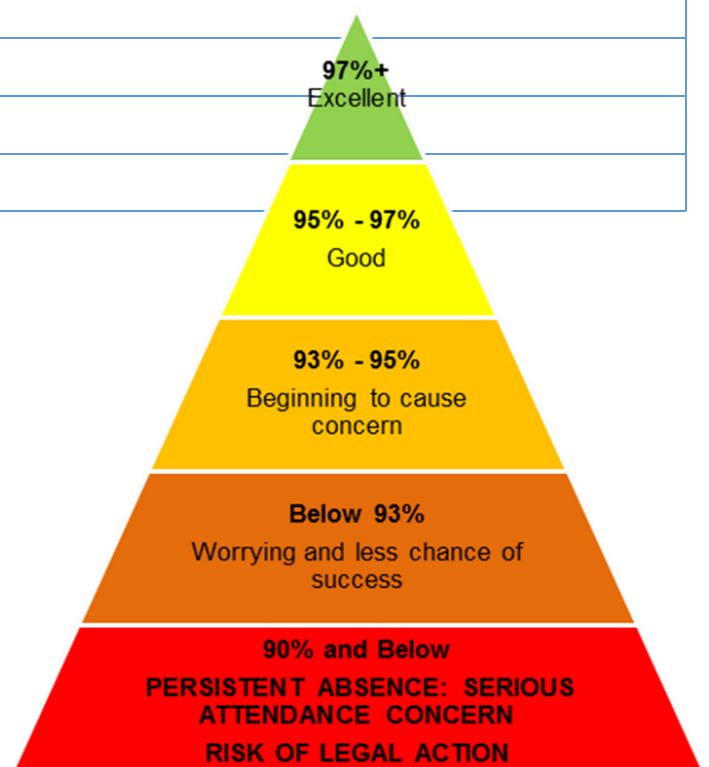 97%+
Excellent
95% - 97%
Good
93% - 95%
Beginning to cause
concern
Below 93%
Worrying and less chance of
success
90% and Below
PERSISTENT ABSENCE: SERIOUS
ATTENDANCE CONCERN
RISK OF LEGAL ACTION